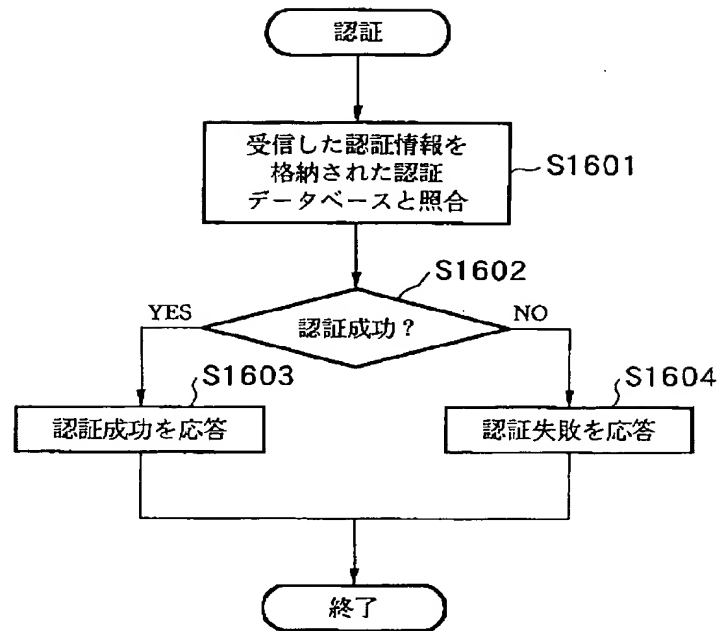 認証
受信した認証情報を
格納された認証
データベースと照合
S1601
S1602
YES
認証成功？
NO
S1603
S1604
認証成功を応答
認証失敗を応答
終了